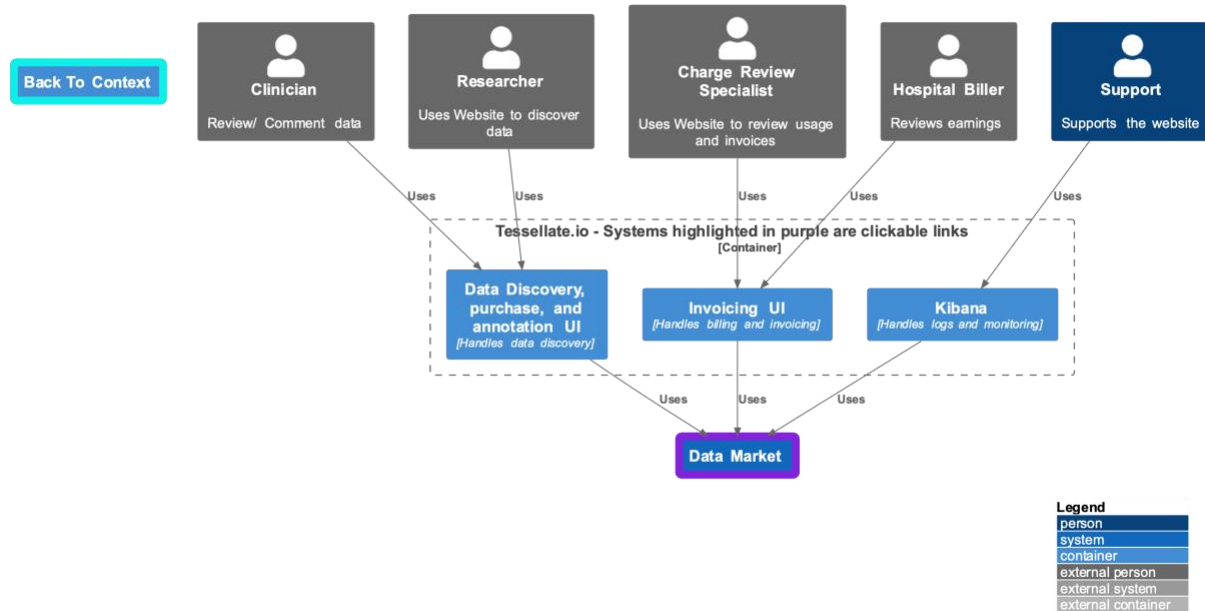 Back To Context
Clinician
Review/ Comment data
Researcher
Uses Website to discover
data
Charge Review
Specialist
Uses Website to review usage
and invoices
Hospital Biller
Reviews earnings
Support
Supports the website
Uses
Uses
Uses
Uses
Uses
Tessellate.io - Systems highlighted in purple are clickable links
[Container]
Data Discovery,
purchase, and
annotation UI
[Handles data discovery]
Invoicing UI
[Handles billing and invoicing]
Kibana
[Handles logs and monitoring]
Uses
Uses
Uses
Data Market
Legend
person
system
container
external person
external system
external container